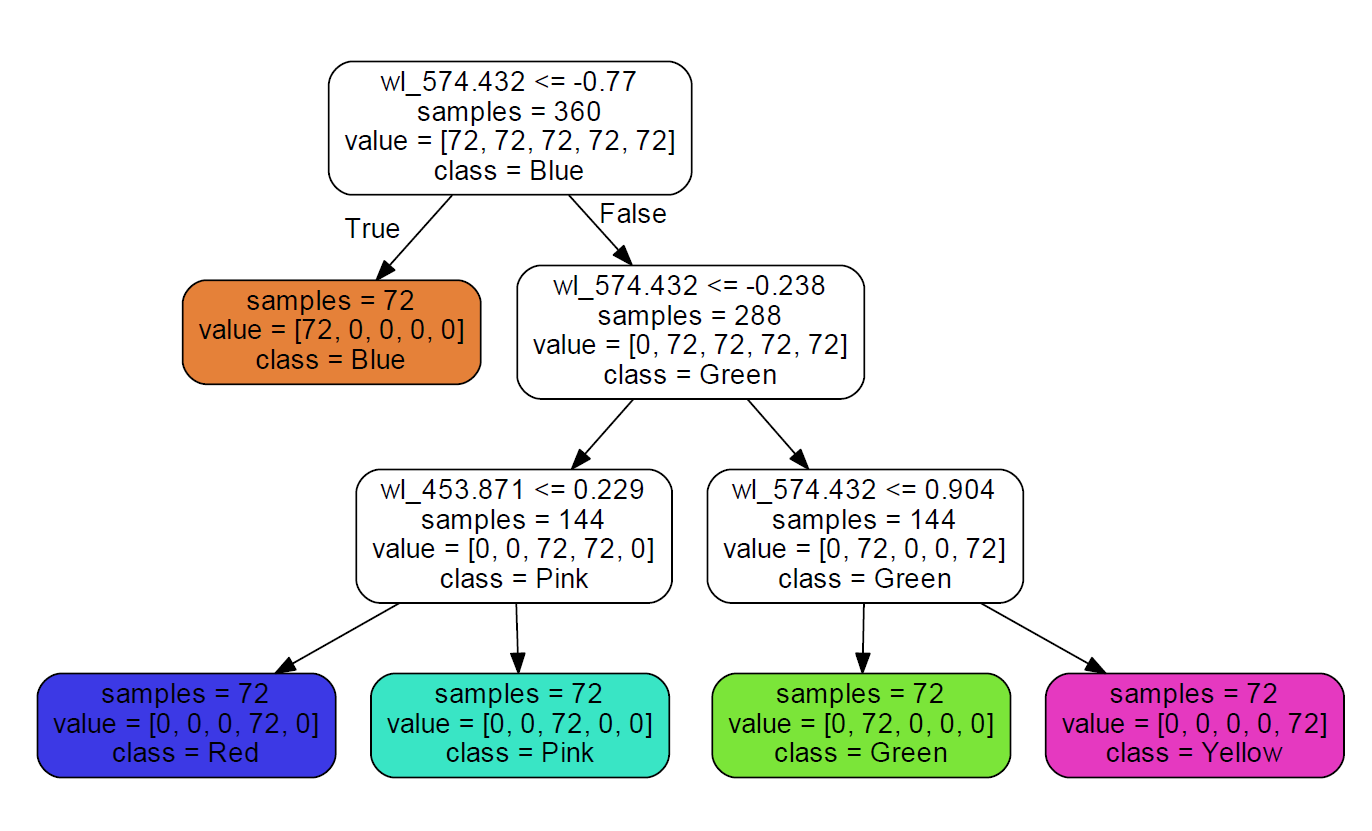 wl_574.432 <= -0.77
samples = 360
value = [72, 72, 72, 72, 72]
class = Blue
True
False
samples = 72
value = [72, 0, 0, 0, 0]
class = Blue
wl_574.432 <= -0.238
samples = 288
value = [0, 72, 72, 72, 72]
class = Green
wl_453.871 <= 0.229
samples = 144
value = [0, 0, 72, 72, 0]
class = Pink
wl_574.432 <= 0.904
samples = 144
value = [0, 72, 0, 0, 72]
class = Green
samples = 72
value = [0, 0, 0, 72, 0]
class = Red
samples = 72
value = [0, 0, 72, 0, 0]
class = Pink
samples = 72
value = [0, 72, 0, 0, 0]
class = Green
samples = 72
value = [0, 0, 0, 0, 72]
class = Yellow